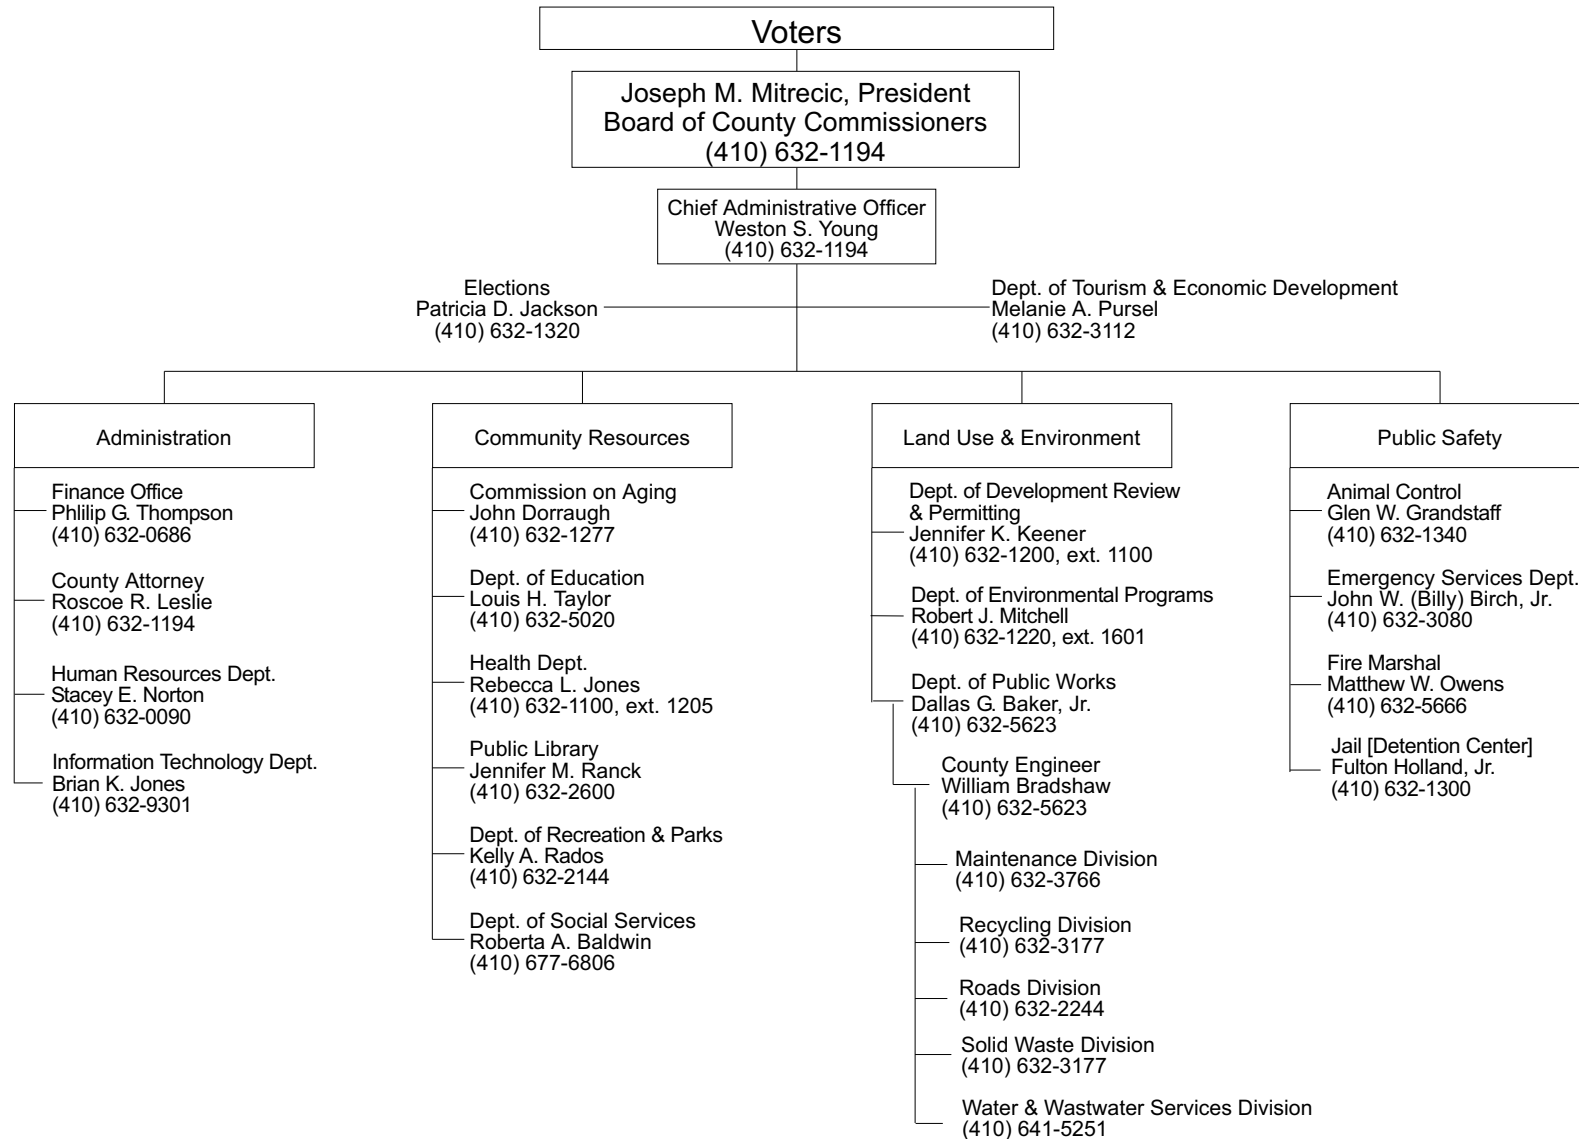 Voters
Joseph M. Mitrecic, President
Board of County Commissioners
(410) 632-1194
Chief Administrative Officer
Weston S. Young
(410) 632-1194
Elections
Patricia D. Jackson
(410) 632-1320
Dept. of Tourism & Economic Development
Melanie A. Pursel
(410) 632-3112
Administration
Finance Office
Phlilip G. Thompson
(410) 632-0686
County Attorney
Roscoe R. Leslie
(410) 632-1194
Human Resources Dept.
Stacey E. Norton
(410) 632-0090
Information Technology Dept.
Brian K. Jones
(410) 632-9301
Community Resources
Commission on Aging
John Dorraugh
(410) 632-1277
Dept. of Education
Louis H. Taylor
(410) 632-5020
Health Dept.
Rebecca L. Jones
(410) 632-1100, ext. 1205
Public Library
Jennifer M. Ranck
(410) 632-2600
Dept. of Recreation & Parks
Kelly A. Rados
(410) 632-2144
Dept. of Social Services
Roberta A. Baldwin
(410) 677-6806
Land Use & Environment
Dept. of Development Review
& Permitting
Jennifer K. Keener
(410) 632-1200, ext. 1100
Dept. of Environmental Programs
Robert J. Mitchell
(410) 632-1220, ext. 1601
Dept. of Public Works
Dallas G. Baker, Jr.
(410) 632-5623
County Engineer
William Bradshaw
(410) 632-5623
Maintenance Division
(410) 632-3766
Recycling Division
(410) 632-3177
Roads Division
(410) 632-2244
Solid Waste Division
(410) 632-3177
Water & Wastwater Services Division
(410) 641-5251
Public Safety
Animal Control
Glen W. Grandstaff
(410) 632-1340
Emergency Services Dept.
John W. (Billy) Birch, Jr.
(410) 632-3080
Fire Marshal
Matthew W. Owens
(410) 632-5666
Jail [Detention Center]
Fulton Holland, Jr.
(410) 632-1300